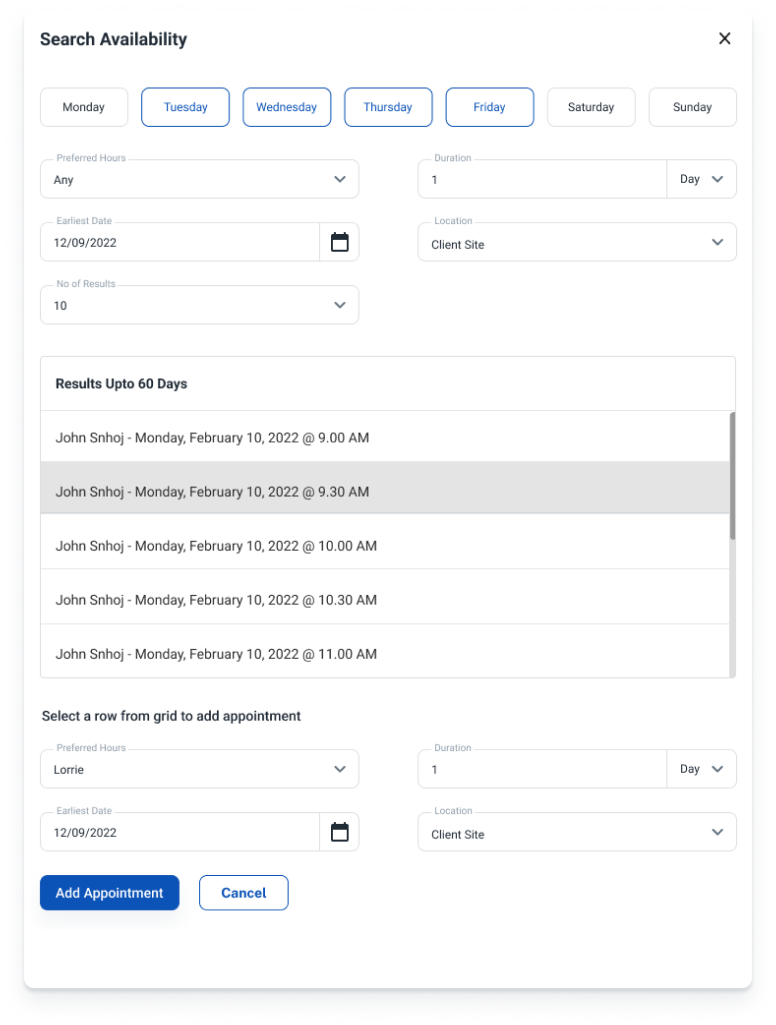 Search Availability
Monday Tuesday Wednesday Thursday Friday Saturday Sunday
Preferred Hours Duration
Any 1 Day
Earliest Date Location
12/09/2022 Client Site
No of Results
10
Results Upto 60 Days
John Snhoj - Monday, February 10, 2022 @ 9.00 AM
John Snhoj - Monday, February 10, 2022 @ 9.30 AM
John Snhoj - Monday, February 10, 2022 @ 10.00 AM
John Snhoj - Monday, February 10, 2022 @ 10.30 AM
John Snhoj - Monday, February 10, 2022 @ 11.00 AM
Select a row from grid to add appointment
Preferred Hours Duration
Lorrie 1 Day
Earliest Date Location
12/09/2022 Client Site
Add Appointment Cancel